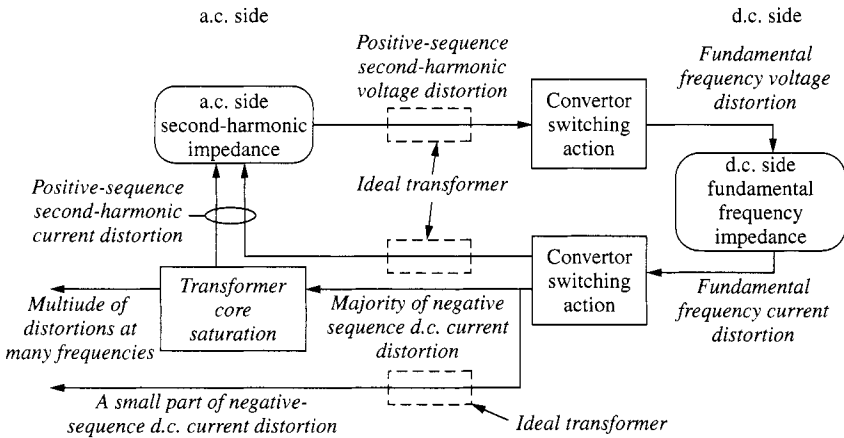 a.c. side
d.c. side
Positive-sequence
second-harmonic
voltage distortion
Fundamental
frequency voltage
distortion
a.c. side
second-harmonic
impedance
Convertor
switching
action
Ideal transformer
d.c. side
fundamental
frequency
impedance
Positive-sequence
second-harmonic
current distortion
Convertor
switching
action
Transformer
core
saturation
Majority of negative
sequence d.c. current
distortion
Fundamental
frequency current
distortion
Multiude of
distortions at
many frequencies
A small part of negative-
sequence d.c. current distortion
Ideal transformer